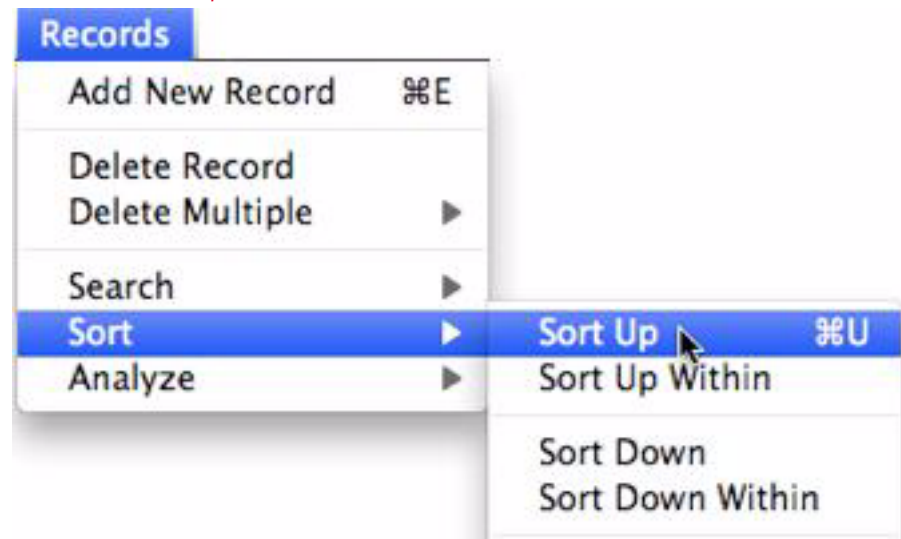 Records
Add New Record ⌘E
Delete Record
Delete Multiple ▶
Search ▶
Sort ▶
Analyze ▶
Sort Up ⌘U
Sort Up Within
Sort Down
Sort Down Within